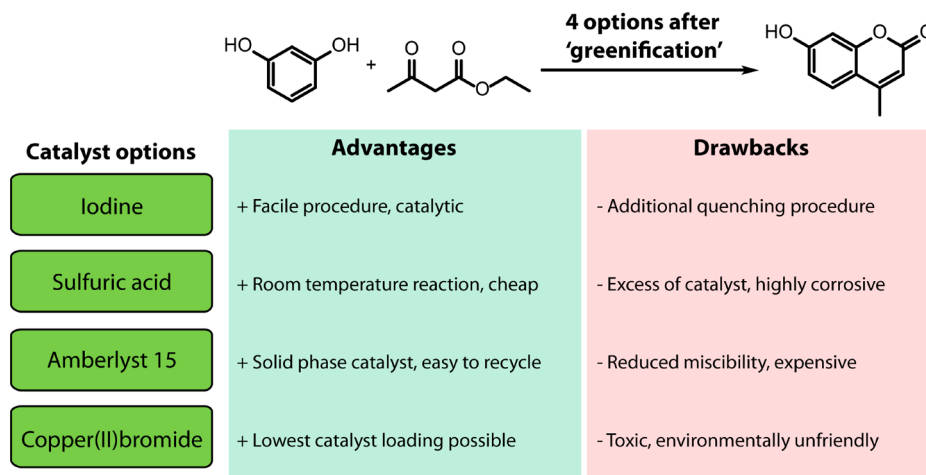 HO
OH
+
O
O
O
4 options after
'greenification'
HO
O
O
Catalyst options
Advantages
Drawbacks
Iodine
+ Facile procedure, catalytic
- Additional quenching procedure
Sulfuric acid
+ Room temperature reaction, cheap
- Excess of catalyst, highly corrosive
Amberlyst 15
+ Solid phase catalyst, easy to recycle
- Reduced miscibility, expensive
Copper(II)bromide
+ Lowest catalyst loading possible
- Toxic, environmentally unfriendly